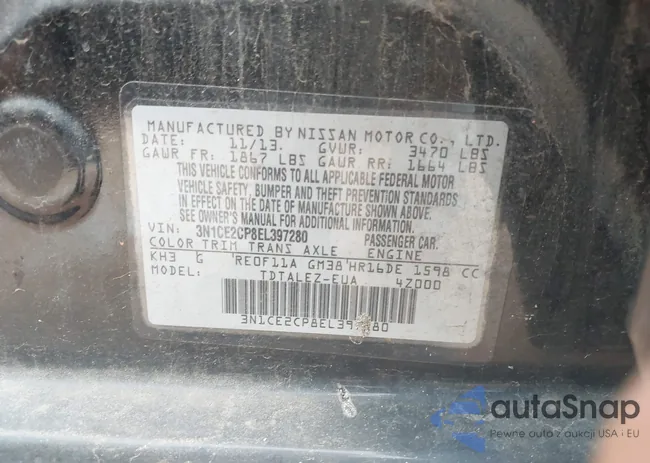 MANUFACTURED BY NISSAN MOTOR CO., LTD.
DATE: 11/13. GVWR: 3470 LBS
GAWR FR: 1867 LBS GAWR RR: 1664 LBS
THIS VEHICLE CONFORMS TO ALL APPLICABLE FEDERAL MOTOR
VEHICLE SAFETY, BUMPER AND THEFT PREVENTION STANDARDS
IN EFFECT ON THE DATE OF MANUFACTURE SHOWN ABOVE.
SEE OWNER'S MANUAL FOR ADDITIONAL INFORMATION.
VIN: 3N1CE2CP8EL397280 PASSENGER CAR.
COLOR TRIM TRANS AXLE ENGINE
KH3 G RE0F11A GM38 HR16DE 1598 CC
MODEL: TDTALEZ-EUA 4Z000
3N1CE2CP8EL397280
autaSnap
Pewne auta z aukcji USA i EU